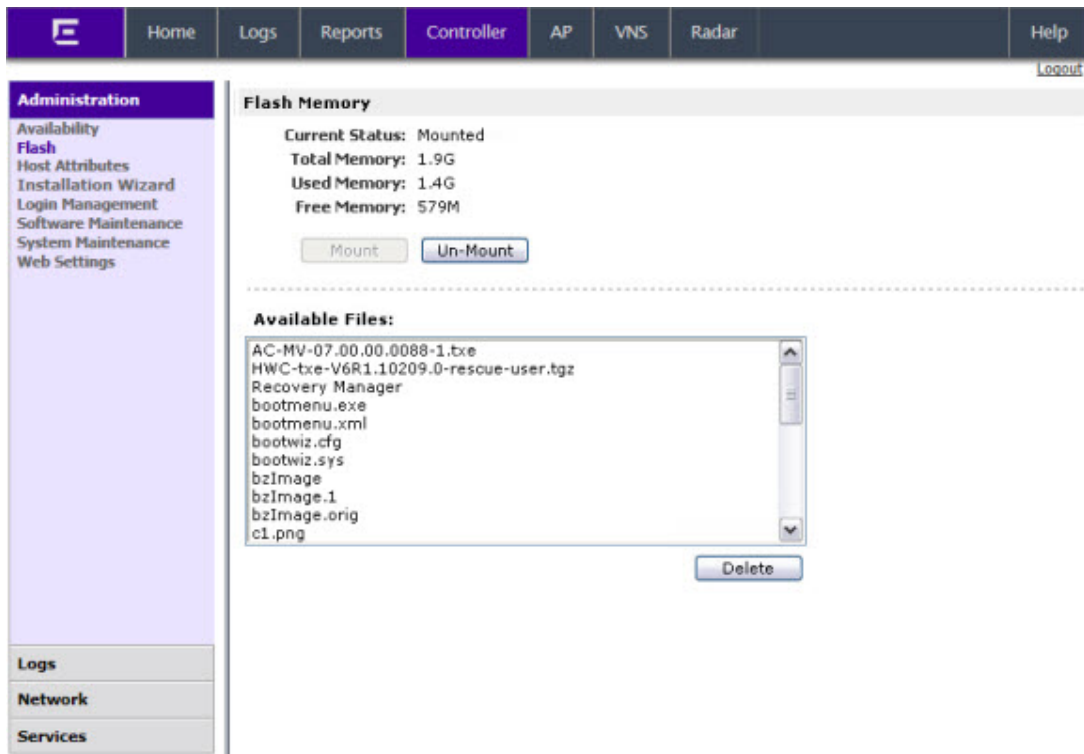 Home Logs Reports Controller AP VNS Radar Help
Logout
Administration
Availability
Flash
Host Attributes
Installation Wizard
Login Management
Software Maintenance
System Maintenance
Web Settings
Logs
Network
Services
Flash Memory
Current Status: Mounted
Total Memory: 1.9G
Used Memory: 1.4G
Free Memory: 579M
Mount Un-Mount
Available Files:
AC-MV-07.00.00.0088-1.txe
HWC-txe-V6R1.10209.0-rescue-user.tgz
Recovery Manager
bootmenu.exe
bootmenu.xml
bootwiz.cfg
bootwiz.sys
bzImage
bzImage.1
bzImage.orig
c1.png
Delete